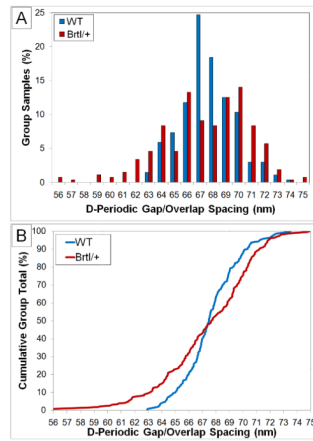 A
WT
Brtl/+
25
20
15
10
5
0
Group Samples (%)
56 57 58 59 60 61 62 63 64 65 66 67 68 69 70 71 72 73 74 75
D-Periodic Gap/Overlap Spacing (nm)
B
WT
Brtl/+
100
90
80
70
60
50
40
30
20
10
0
Cumulative Group Total (%)
56 57 58 59 60 61 62 63 64 65 66 67 68 69 70 71 72 73 74 75
D-Periodic Gap/Overlap Spacing (nm)